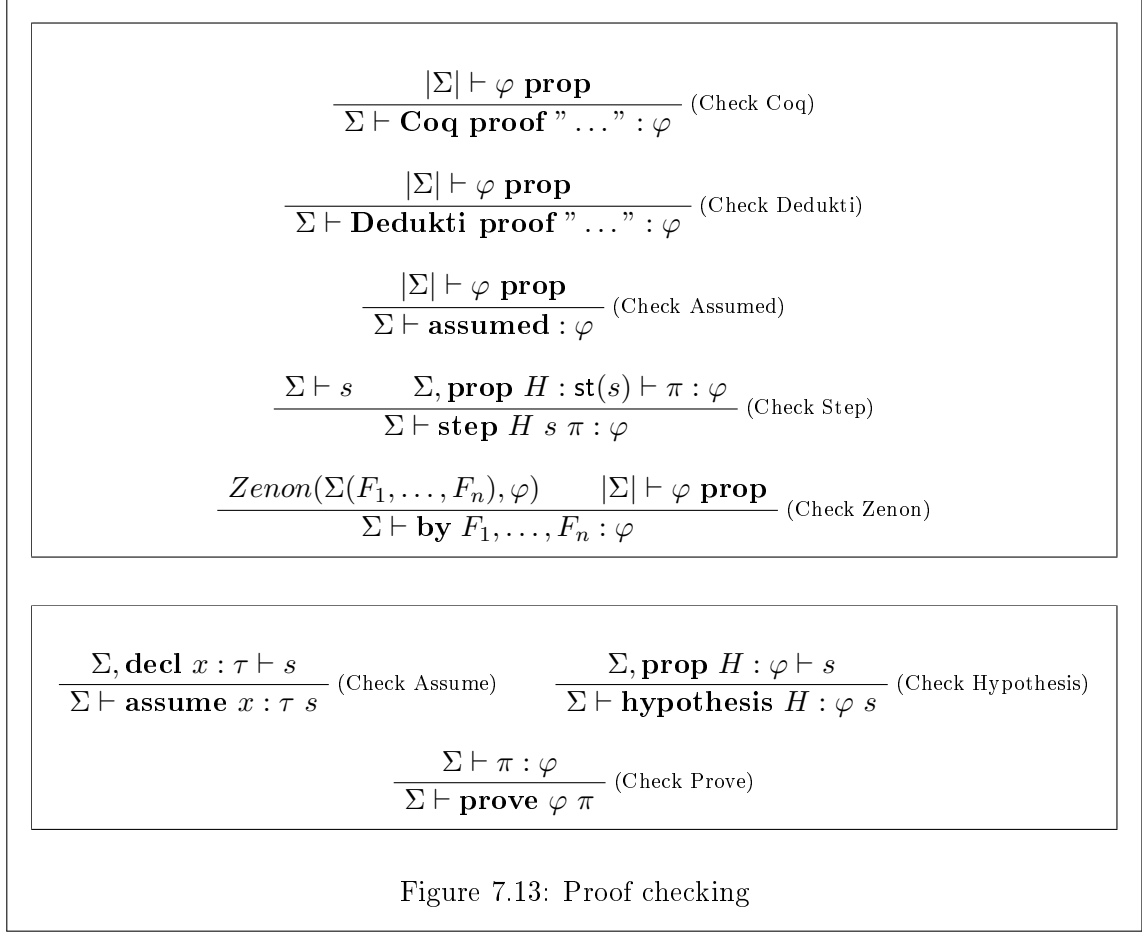 |Σ| ⊢ φ prop
Σ ⊢ Coq proof ” . . . ” : φ (Check Coq)
|Σ| ⊢ φ prop
Σ ⊢ Dedukti proof ” . . . ” : φ (Check Dedukti)
|Σ| ⊢ φ prop
Σ ⊢ assumed : φ (Check Assumed)
Σ ⊢ s Σ, prop H : st(s) ⊢ π : φ
Σ ⊢ step H s π : φ (Check Step)
Zenon(Σ(F₁, . . . , Fₙ), φ) |Σ| ⊢ φ prop
Σ ⊢ by F₁, . . . , Fₙ : φ (Check Zenon)
Σ, decl x : τ ⊢ s
Σ ⊢ assume x : τ s (Check Assume)
Σ, prop H : φ ⊢ s
Σ ⊢ hypothesis H : φ s (Check Hypothesis)
Σ ⊢ π : φ
Σ ⊢ prove φ π (Check Prove)
Figure 7.13: Proof checking